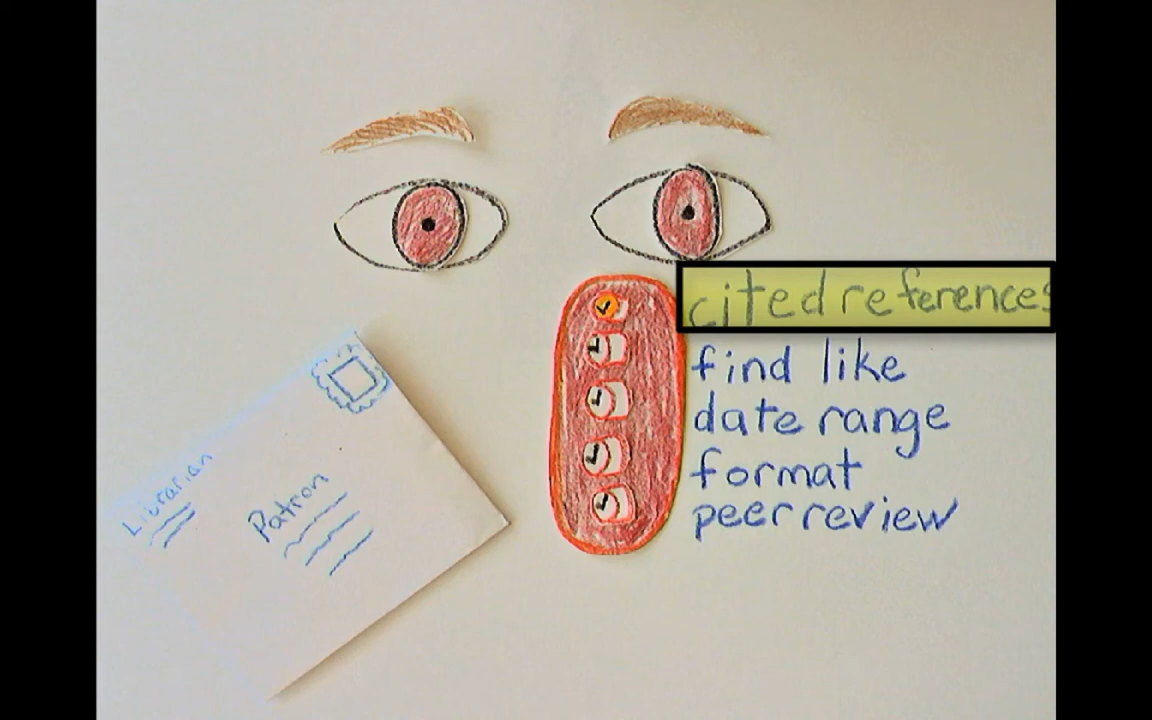 cited references
find like
date range
format
peer review
Librarian
Patron